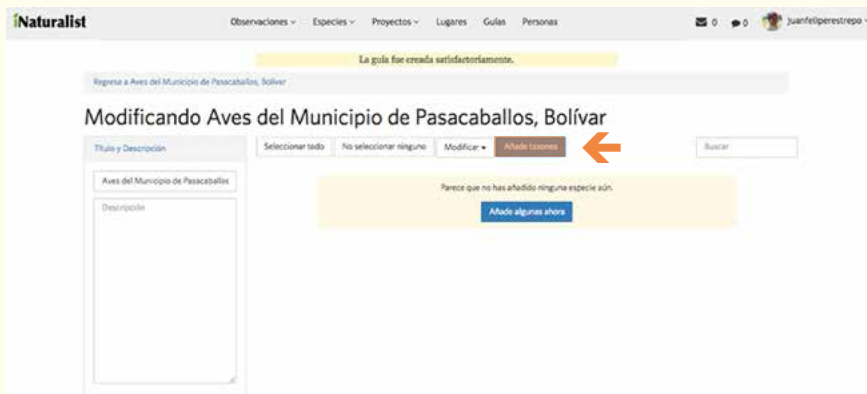 iNaturalist
Observaciones Especies Proyectos Lugares Guías Personas
0 0 juanfeliperestrepo
La guía fue creada satisfactoriamente.
Regresa a Aves del Municipio de Pasacaballos, Bolívar
Modificando Aves del Municipio de Pasacaballos, Bolívar
Título y Descripción
Seleccionar todo No seleccionar ninguno Modificar Añade taxones
Buscar
Aves del Municipio de Pasacaballos
Descripción
Parece que no has añadido ninguna especie aún.
Añade algunas ahora